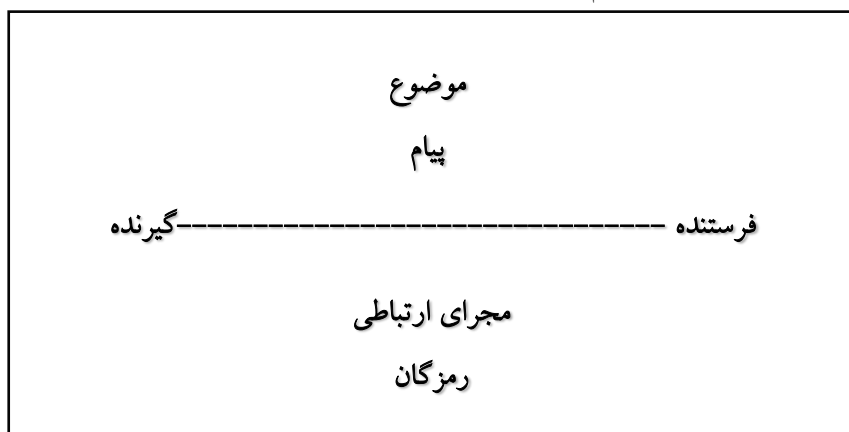 موضوع
پیام
فرستنده --------------------------------گیرنده
مجرای ارتباطی
رمزگان